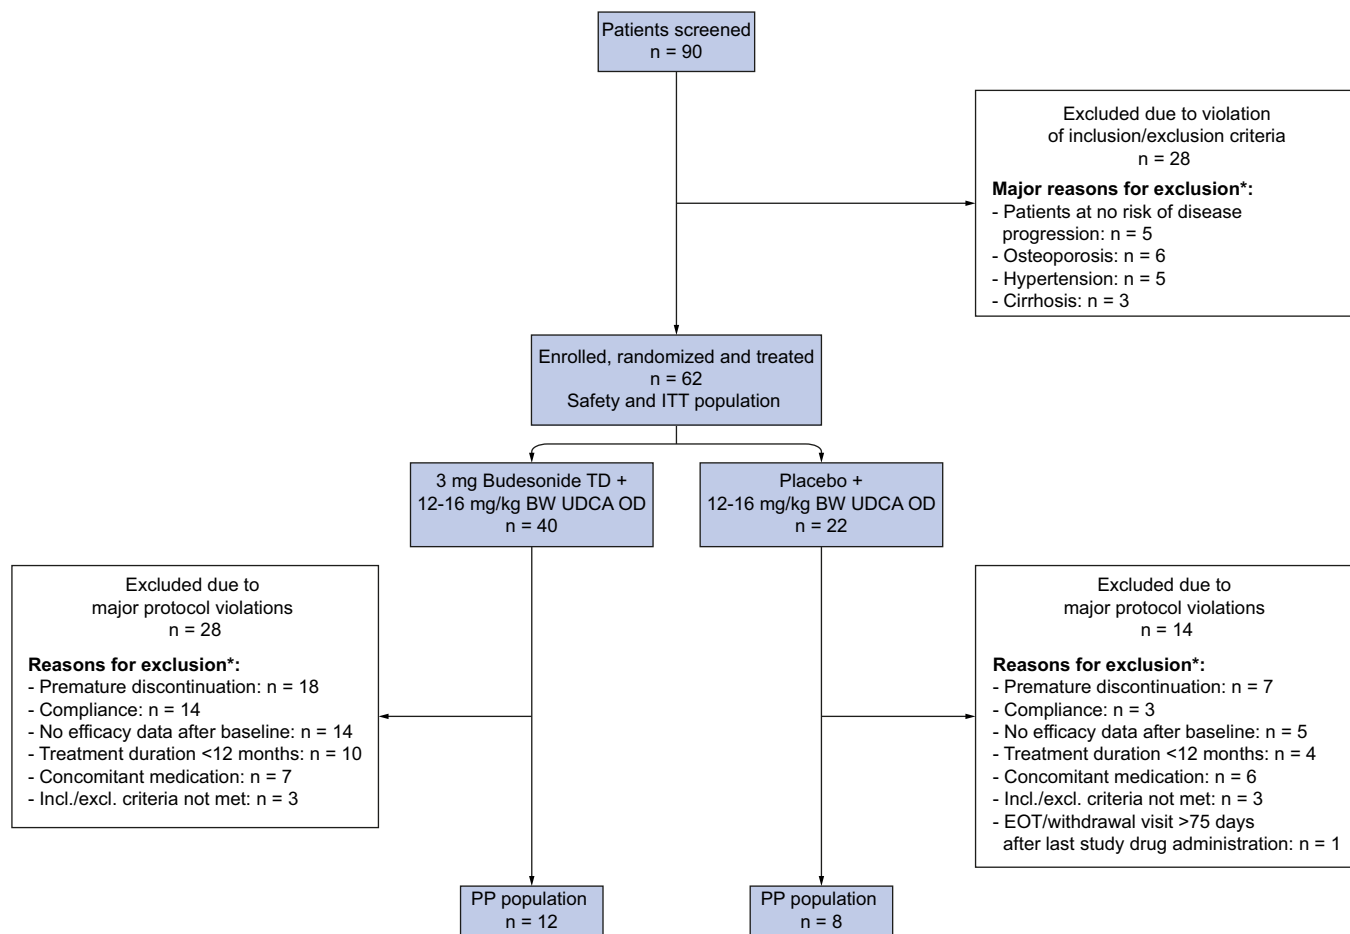 Patients screened
n = 90
Excluded due to violation
of inclusion/exclusion criteria
n = 28
Major reasons for exclusion*:
- Patients at no risk of disease
progression: n = 5
- Osteoporosis: n = 6
- Hypertension: n = 5
- Cirrhosis: n = 3
Enrolled, randomized and treated
n = 62
Safety and ITT population
3 mg Budesonide TD +
12-16 mg/kg BW UDCA OD
n = 40
Placebo +
12-16 mg/kg BW UDCA OD
n = 22
Excluded due to
major protocol violations
n = 28
Reasons for exclusion*:
- Premature discontinuation: n = 18
- Compliance: n = 14
- No efficacy data after baseline: n = 14
- Treatment duration <12 months: n = 10
- Concomitant medication: n = 7
- Incl./excl. criteria not met: n = 3
Excluded due to
major protocol violations
n = 14
Reasons for exclusion*:
- Premature discontinuation: n = 7
- Compliance: n = 3
- No efficacy data after baseline: n = 5
- Treatment duration <12 months: n = 4
- Concomitant medication: n = 6
- Incl./excl. criteria not met: n = 3
- EOT/withdrawal visit >75 days
after last study drug administration: n = 1
PP population
n = 12
PP population
n = 8